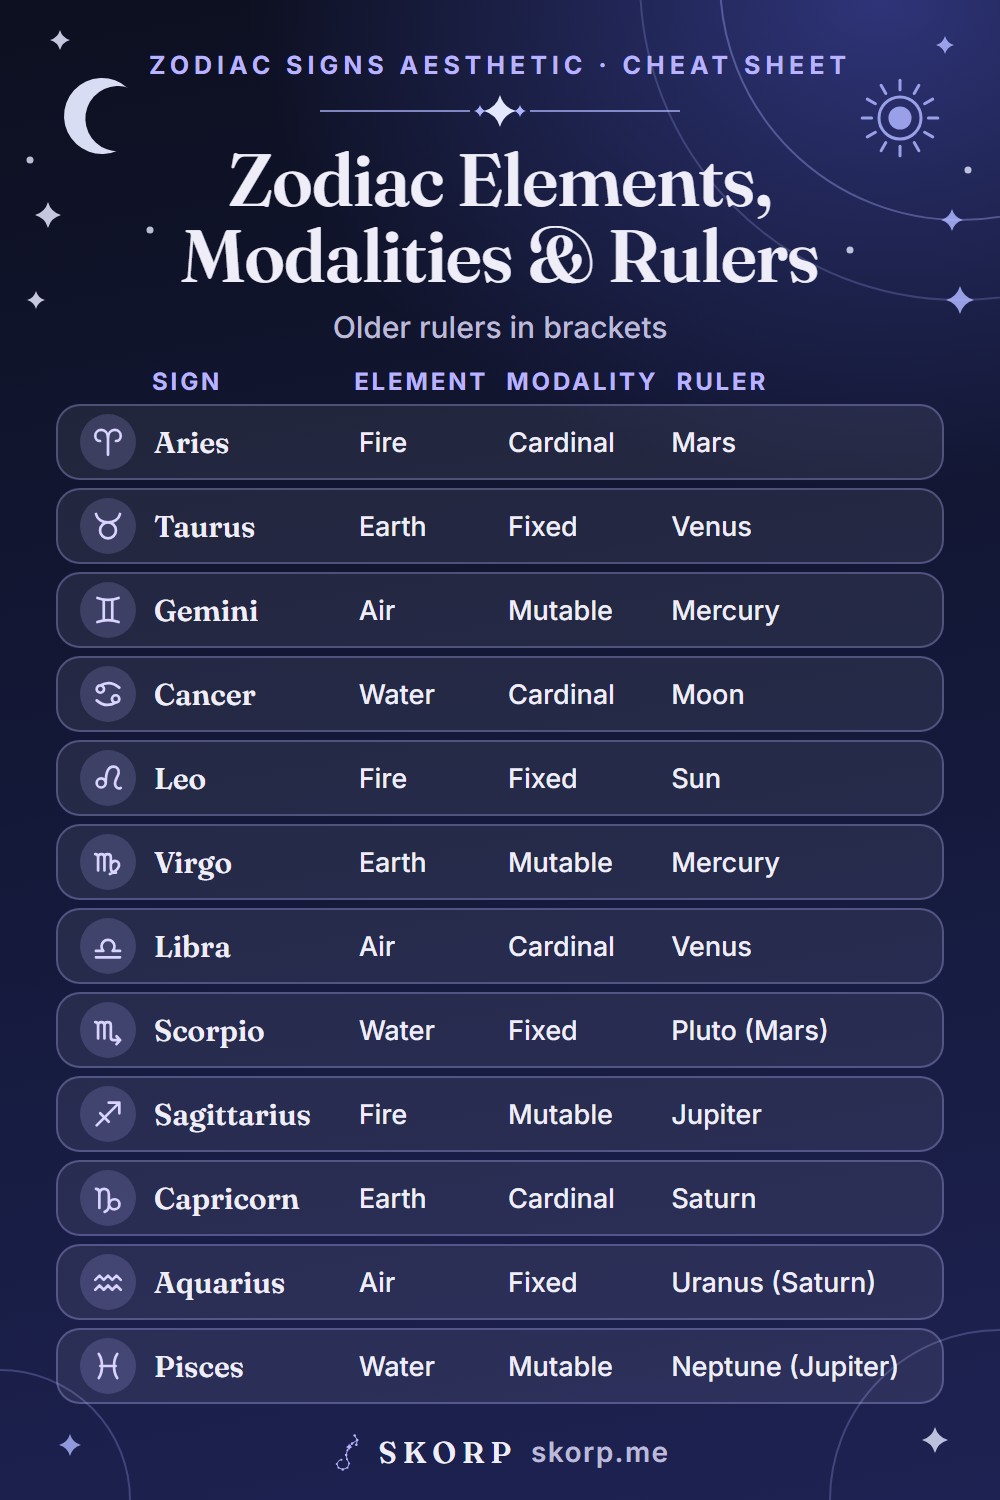 ZODIAC SIGNS AESTHETIC · CHEAT SHEET
Zodiac Elements,
Modalities & Rulers
Older rulers in brackets
SIGN ELEMENT MODALITY RULER
Aries Fire Cardinal Mars
Taurus Earth Fixed Venus
Gemini Air Mutable Mercury
Cancer Water Cardinal Moon
Leo Fire Fixed Sun
Virgo Earth Mutable Mercury
Libra Air Cardinal Venus
Scorpio Water Fixed Pluto (Mars)
Sagittarius Fire Mutable Jupiter
Capricorn Earth Cardinal Saturn
Aquarius Air Fixed Uranus (Saturn)
Pisces Water Mutable Neptune (Jupiter)
SKORP skorp.me